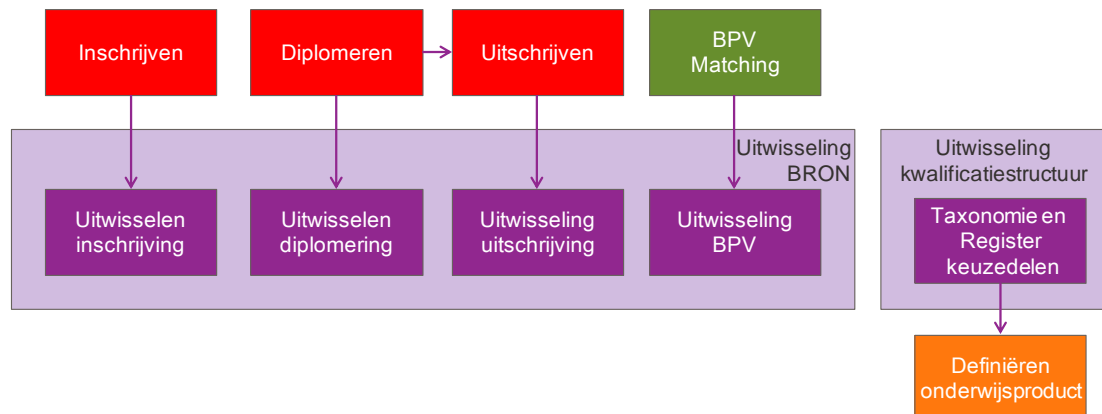 Inschrijven
Diplomeren
Uitschrijven
BPV
Matching
Uitwisseling
BRON
Uitwisselen
inschrijving
Uitwisselen
diplomering
Uitwisseling
uitschrijving
Uitwisseling
BPV
Uitwisseling
kwalificatiestructuur
Taxonomie en
Register
keuzedelen
Definiëren
onderwijsproduct